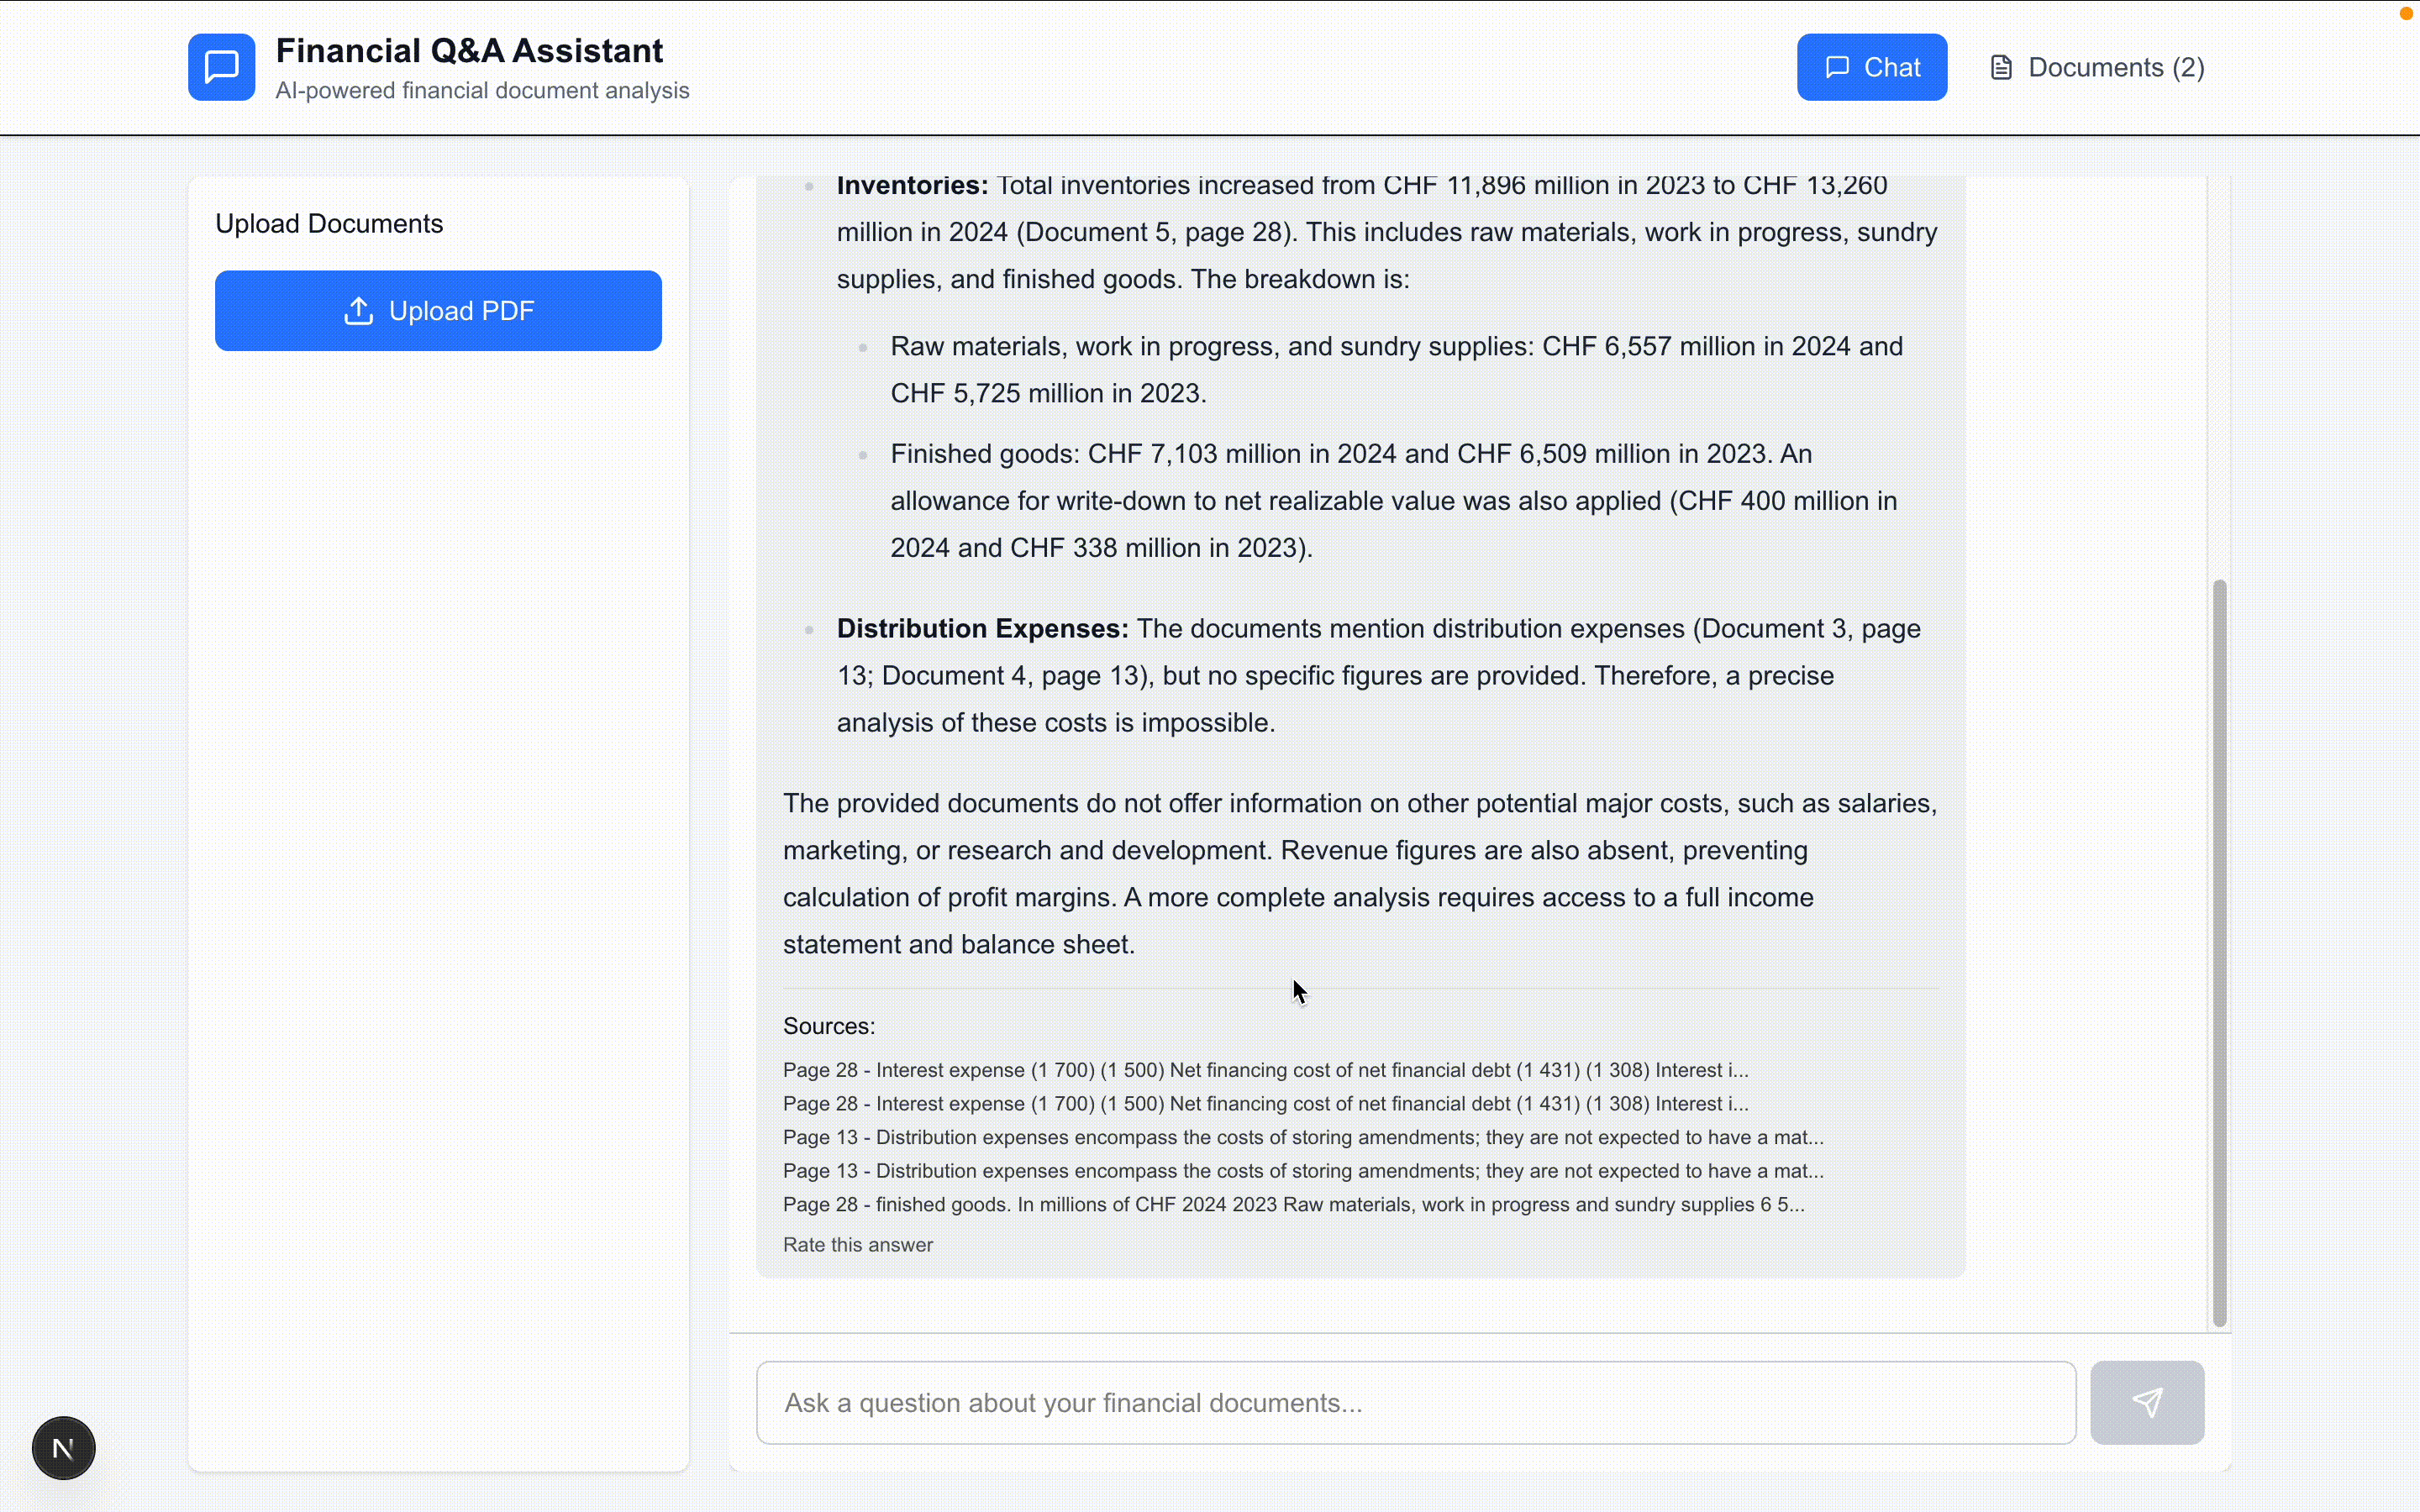 Financial Q&A Assistant
AI-powered financial document analysis
Chat
Documents (2)
Upload Documents
Upload PDF
Inventories: Total inventories increased from CHF 11,896 million in 2023 to CHF 13,260
million in 2024 (Document 5, page 28). This includes raw materials, work in progress, sundry
supplies, and finished goods. The breakdown is:
Raw materials, work in progress, and sundry supplies: CHF 6,557 million in 2024 and
CHF 5,725 million in 2023.
Finished goods: CHF 7,103 million in 2024 and CHF 6,509 million in 2023. An
allowance for write-down to net realizable value was also applied (CHF 400 million in
2024 and CHF 338 million in 2023).
Distribution Expenses: The documents mention distribution expenses (Document 3, page
13; Document 4, page 13), but no specific figures are provided. Therefore, a precise
analysis of these costs is impossible.
The provided documents do not offer information on other potential major costs, such as salaries,
marketing, or research and development. Revenue figures are also absent, preventing
calculation of profit margins. A more complete analysis requires access to a full income
statement and balance sheet.
Sources:
Page 28 - Interest expense (1 700) (1 500) Net financing cost of net financial debt (1 431) (1 308) Interest i...
Page 28 - Interest expense (1 700) (1 500) Net financing cost of net financial debt (1 431) (1 308) Interest i...
Page 13 - Distribution expenses encompass the costs of storing amendments; they are not expected to have a mat...
Page 13 - Distribution expenses encompass the costs of storing amendments; they are not expected to have a mat...
Page 28 - finished goods. In millions of CHF 2024 2023 Raw materials, work in progress and sundry supplies 6 5...
Rate this answer
Ask a question about your financial documents...
N